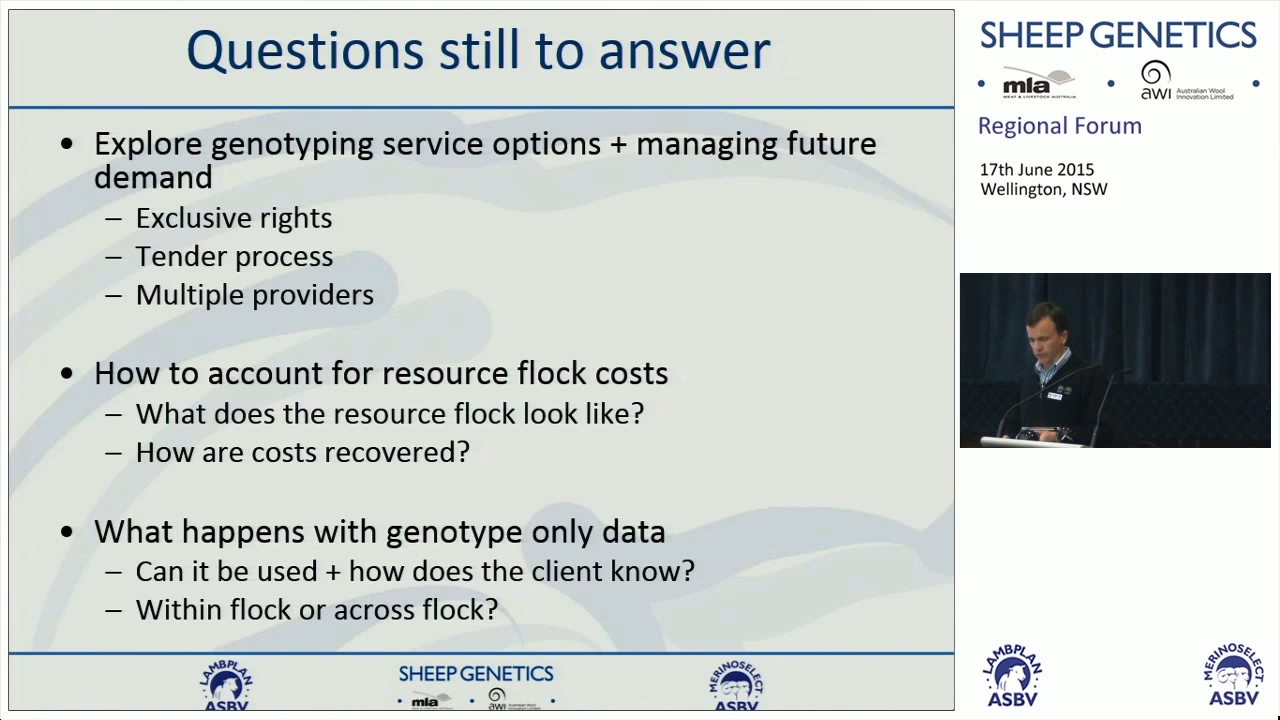 Questions still to answer
• Explore genotyping service options + managing future
demand
– Exclusive rights
– Tender process
– Multiple providers
• How to account for resource flock costs
– What does the resource flock look like?
– How are costs recovered?
• What happens with genotype only data
– Can it be used + how does the client know?
– Within flock or across flock?
LAMBPLAN
ASBV
SHEEP GENETICS
mla
awi
MERINOSELECT
ASBV
SHEEP GENETICS
mla
MEAT & LIVESTOCK AUSTRALIA
awi
Australian Wool
Innovation Limited
Regional Forum
17th June 2015
Wellington, NSW
LAMBPLAN
ASBV
MERINOSELECT
ASBV